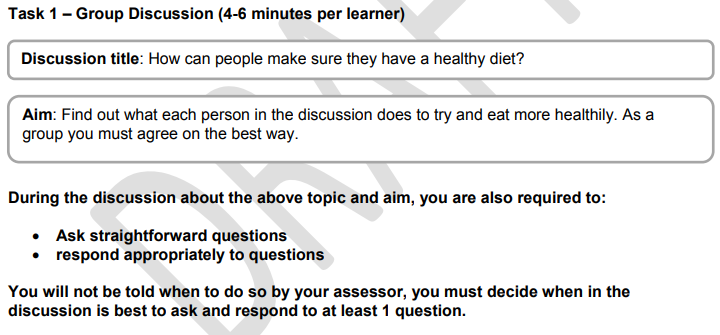 Task 1 – Group Discussion (4-6 minutes per learner)
Discussion title: How can people make sure they have a healthy diet?
Aim: Find out what each person in the discussion does to try and eat more healthily. As a
group you must agree on the best way.
During the discussion about the above topic and aim, you are also required to:
• Ask straightforward questions
• respond appropriately to questions
You will not be told when to do so by your assessor, you must decide when in the
discussion is best to ask and respond to at least 1 question.
DRAFT